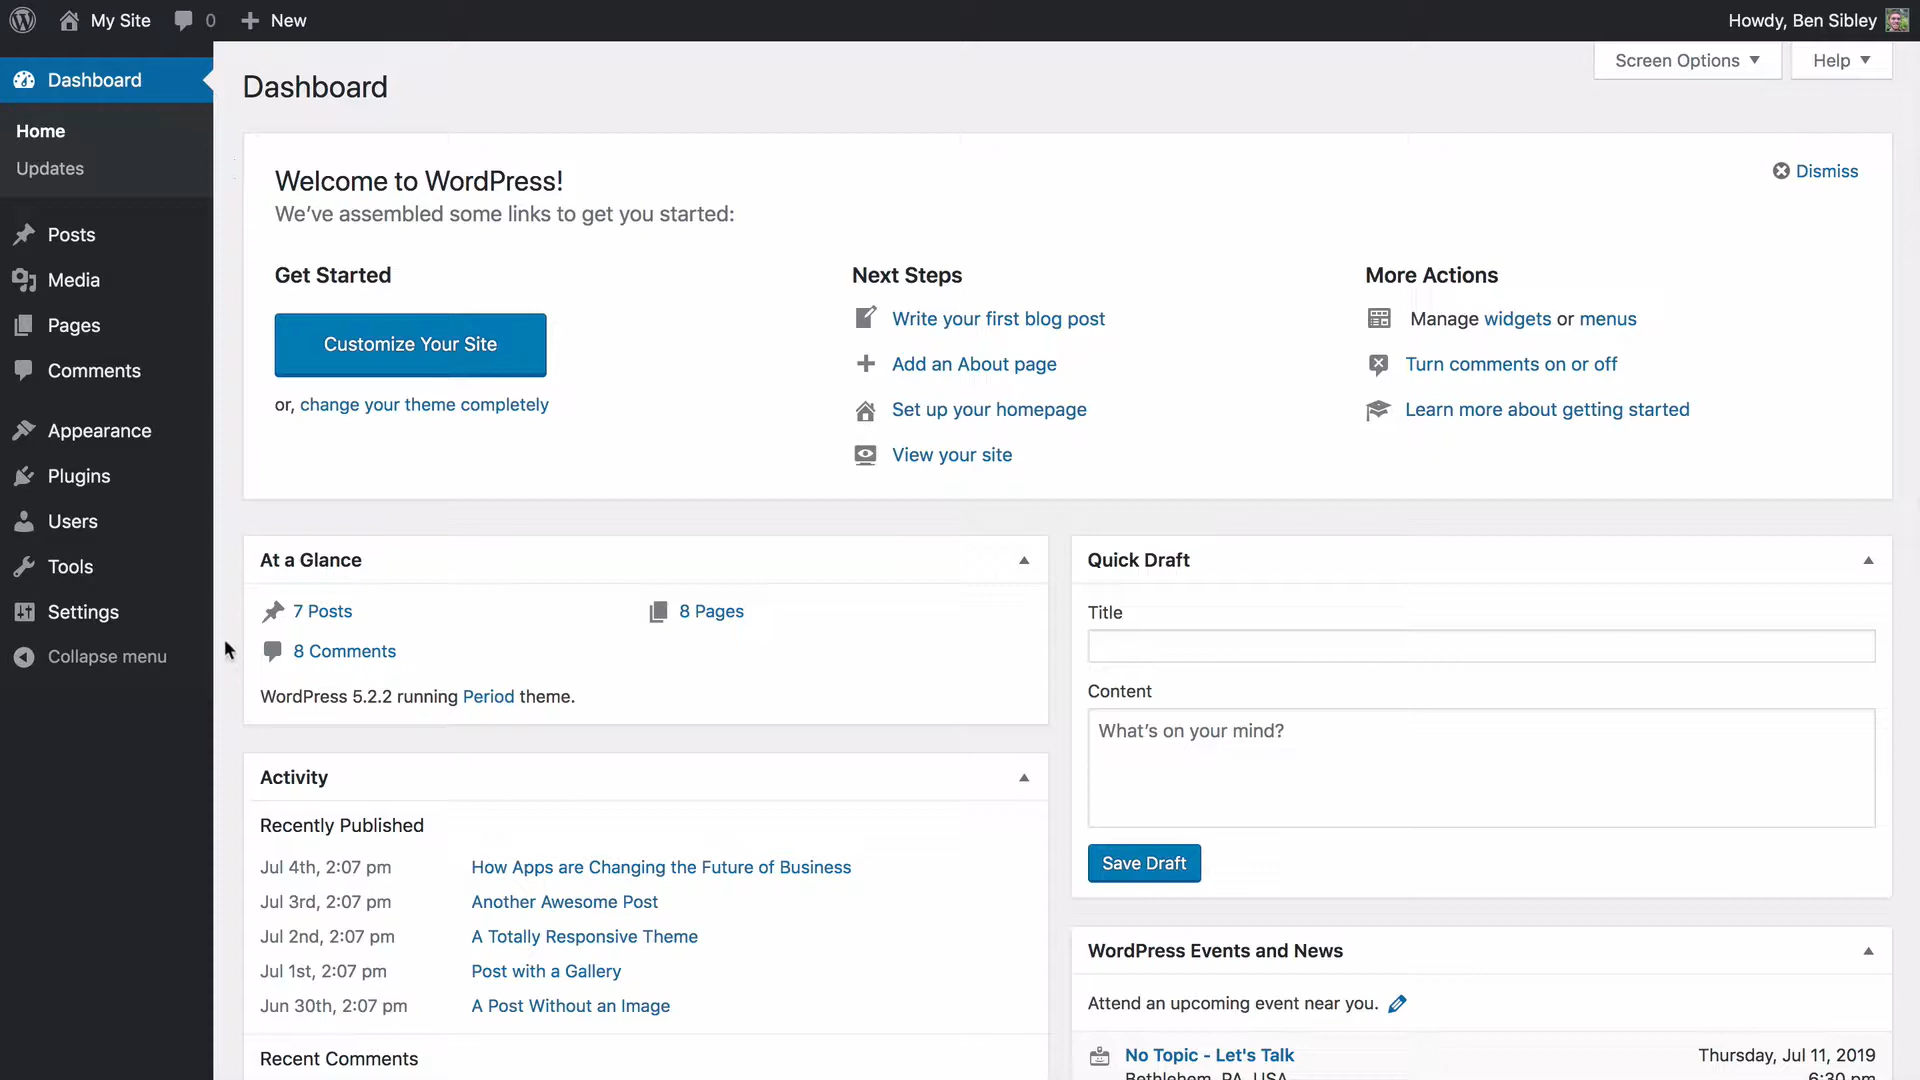 My Site
0
New
Howdy, Ben Sibley
Dashboard
Home
Updates
Posts
Media
Pages
Comments
Appearance
Plugins
Users
Tools
Settings
Collapse menu
Screen Options
Help
Dashboard
Welcome to WordPress!
We’ve assembled some links to get you started:
Dismiss
Get Started
Customize Your Site
or, change your theme completely
Next Steps
Write your first blog post
Add an About page
Set up your homepage
View your site
More Actions
Manage widgets or menus
Turn comments on or off
Learn more about getting started
At a Glance
7 Posts
8 Pages
8 Comments
WordPress 5.2.2 running Period theme.
Activity
Recently Published
Jul 4th, 2:07 pm How Apps are Changing the Future of Business
Jul 3rd, 2:07 pm Another Awesome Post
Jul 2nd, 2:07 pm A Totally Responsive Theme
Jul 1st, 2:07 pm Post with a Gallery
Jun 30th, 2:07 pm A Post Without an Image
Recent Comments
Quick Draft
Title
Content
What’s on your mind?
Save Draft
WordPress Events and News
Attend an upcoming event near you.
No Topic - Let's Talk
Thursday, Jul 11, 2019
Bethlehem, PA, USA
6:30 pm